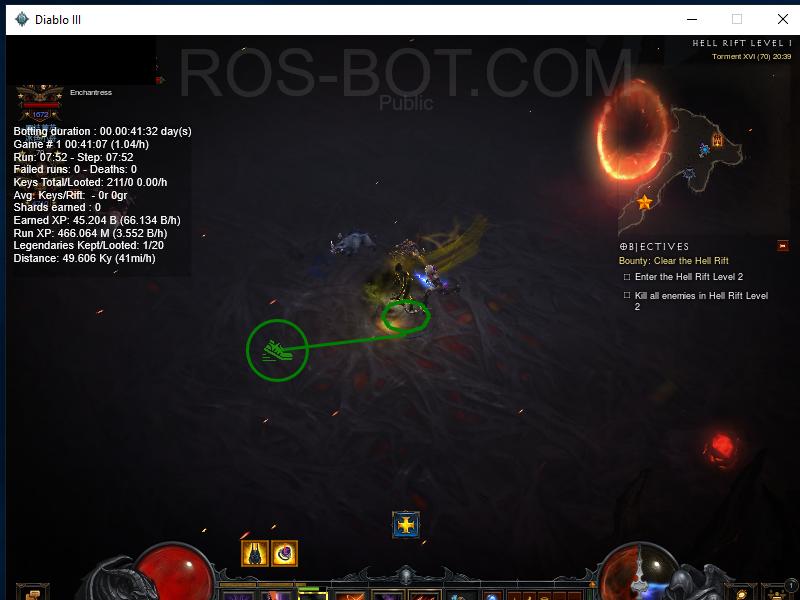 Diablo III
HELL RIFT LEVEL 1
Torment XVI (70) 20:39
ROS-BOT.COM
Public
Enchantress
1672
Botting duration : 00.00:41:32 day(s)
Game # 1 00:41:07 (1.04/h)
Run: 07:52 - Step: 07:52
Failed runs: 0 - Deaths: 0
Keys Total/Looted: 211/0 0.00/h
Avg: Keys/Rift: - 0r 0gr
Shards earned : 0
Earned XP: 45.204 B (66.134 B/h)
Run XP: 466.064 M (3.552 B/h)
Legendaries Kept/Looted: 1/20
Distance: 49.606 Ky (41mi/h)
OBJECTIVES
Bounty: Clear the Hell Rift
Enter the Hell Rift Level 2
Kill all enemies in Hell Rift Level
2
1